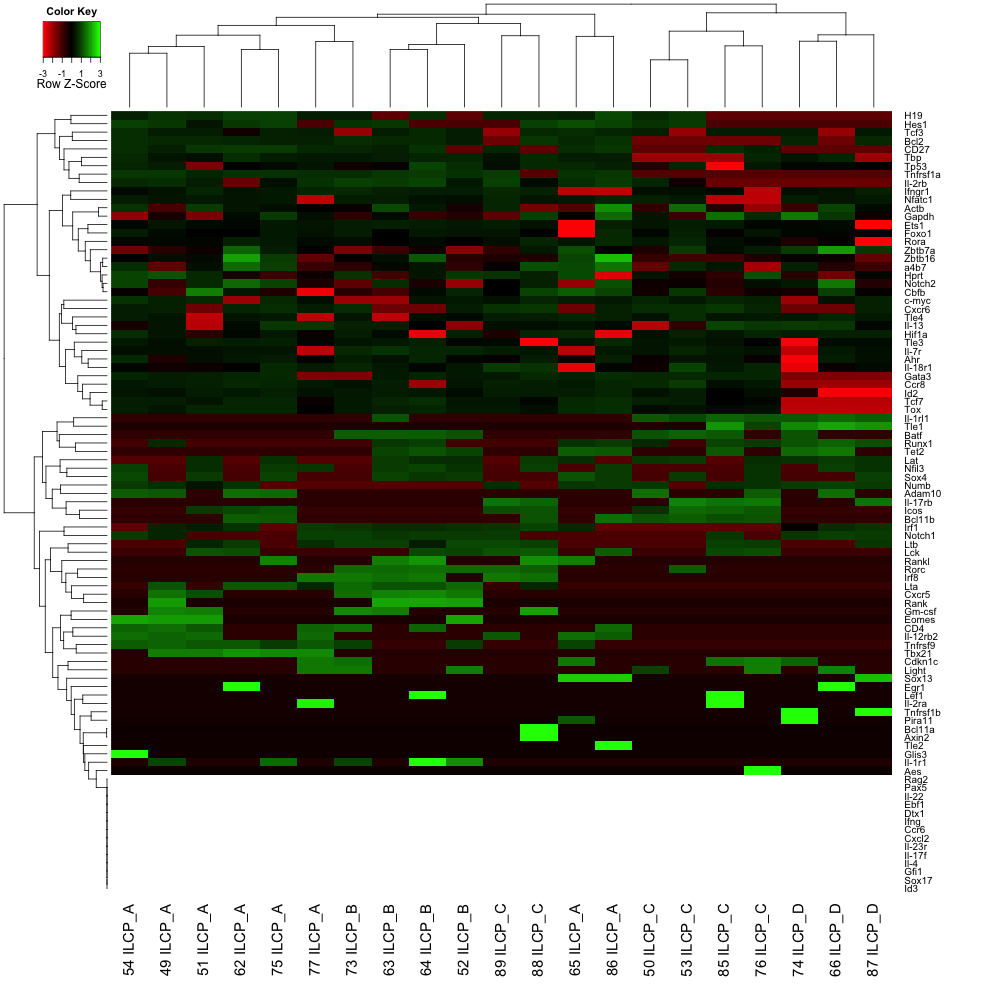 Color Key
-3 -1 1 3
Row Z-Score
H19
Hes1
Tcf3
Bcl2
CD27
Tbp
Tp53
Tnfrsf1a
Il-2rb
Ifngr1
Nfatc1
Actb
Gapdh
Ets1
Foxo1
Rora
Zbtb7a
Zbtb16
a4b7
Hprt
Notch2
Cbfb
c-myc
Cxcr6
Tle4
Il-13
Hif1a
Tle3
Il-7r
Ahr
Il-18r1
Gata3
Ccr8
Id2
Tcf7
Tox
Il-1rl1
Tle1
Batf
Runx1
Tet2
Lat
Nfil3
Sox4
Numb
Adam10
Il-17rb
Icos
Bcl11b
Irf1
Notch1
Ltb
Lck
Rankl
Rorc
Irf8
Lta
Cxcr5
Rank
Gm-csf
Eomes
CD4
Il-12rb2
Tnfrsf9
Tbx21
Cdkn1c
Light
Sox13
Egr1
Lef1
Il-2ra
Tnfrsf1b
Pira11
Bcl11a
Axin2
Tle2
Glis3
Il-1r1
Aes
Rag2
Pax5
Il-22
Ebf1
Dtx1
Ifng
Ccr6
Cxcl2
Il-23r
Il-17f
Il-4
Gfi1
Sox17
Id3
54 ILCP_A
49 ILCP_A
51 ILCP_A
62 ILCP_A
75 ILCP_A
77 ILCP_A
73 ILCP_B
63 ILCP_B
64 ILCP_B
52 ILCP_B
89 ILCP_C
88 ILCP_C
65 ILCP_A
86 ILCP_A
50 ILCP_C
53 ILCP_C
85 ILCP_C
76 ILCP_C
74 ILCP_D
66 ILCP_D
87 ILCP_D